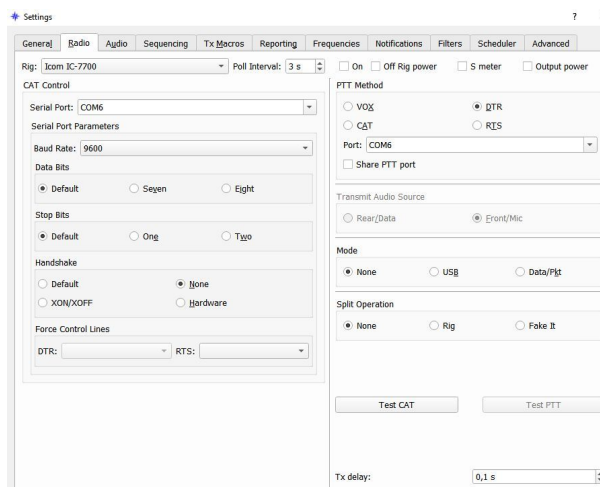 Settings ?
General Radio Audio Sequencing Tx Macros Reporting Frequencies Notifications Filters Scheduler Advanced
Rig: Icom IC-7700 Poll Interval: 3 s On Off Rig power S meter Output power
CAT Control
Serial Port: COM6
Serial Port Parameters
Baud Rate: 9600
Data Bits
Default Seven Eight
Stop Bits
Default One Two
Handshake
Default None
XON/XOFF Hardware
Force Control Lines
DTR: RTS:
PTT Method
VOX DTR
CAT RTS
Port: COM6
Share PTT port
Transmit Audio Source
Rear/Data Front/Mic
Mode
None USB Data/Pkt
Split Operation
None Rig Fake It
Test CAT Test PTT
Tx delay: 0,1 s